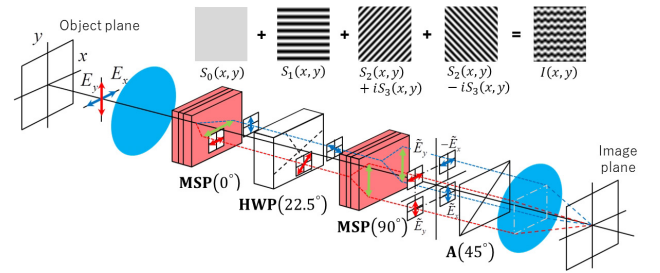 Object plane
y
x
E_y
E_x
+
+
+
=
S_0(x, y)
S_1(x, y)
S_2(x, y)
+ iS_3(x, y)
S_2(x, y)
− iS_3(x, y)
I(x, y)
MSP(0°)
HWP(22.5°)
MSP(90°)
Ẽ_y
−Ẽ_x
Ẽ_x
Ẽ_y
A(45°)
Image
plane